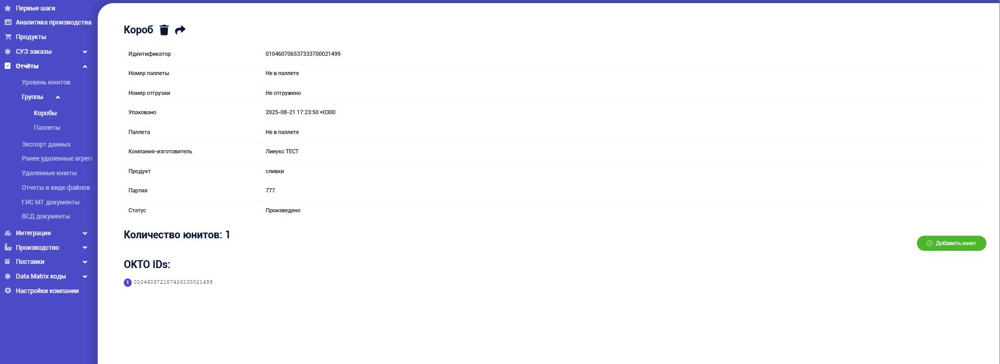 Первые шаги
Аналитика производства
Продукты
СУЗ заказы
Отчёты
Уровень юнитов
Группы
Коробы
Паллеты
Экспорт данных
Ранее удаленные агрега
Удаленные юниты
Отчеты в виде файлов
ГИС МТ документы
ВСД документы
Интеграции
Производство
Поставки
Data Matrix коды
Настройки компании
Короб
Идентификатор 010460706537333700021499
Номер паллеты Не в паллете
Номер отгрузки Не отгружено
Упаковано 2025-08-21 17:23:50 +0300
Паллета Не в паллете
Компания-изготовитель Линукс ТЕСТ
Продукт сливки
Партия 777
Статус Произведено
Количество юнитов: 1
Добавить юнит
OKTO IDs:
1 010460372157426100021499